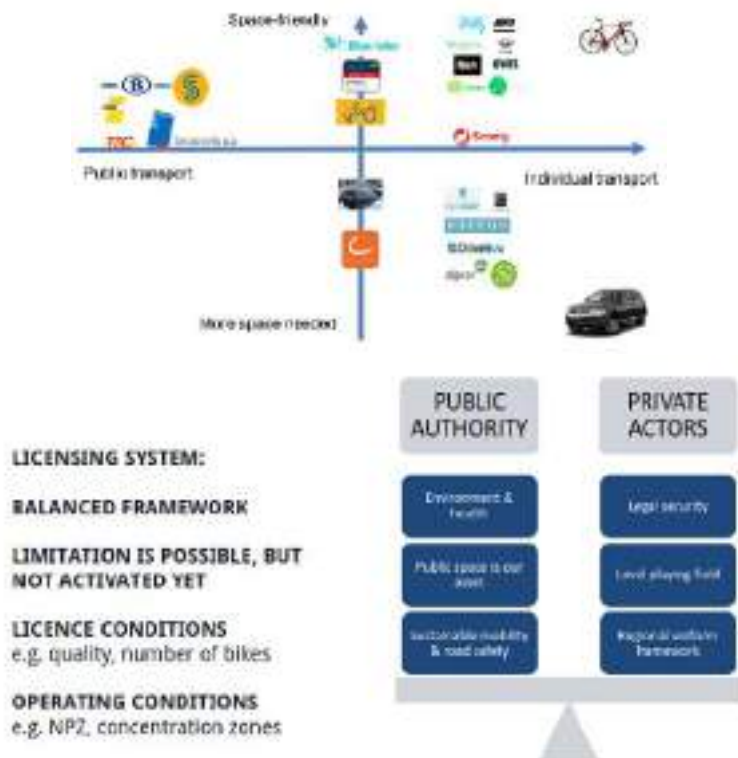 Space-friendly
B
S
Public transport
Individual transport
More space needed
LICENSING SYSTEM:
BALANCED FRAMEWORK
LIMITATION IS POSSIBLE, BUT
NOT ACTIVATED YET
LICENCE CONDITIONS
e.g. quality, number of bikes
OPERATING CONDITIONS
e.g. NPZ, concentration zones
PUBLIC
AUTHORITY
Environment &
health
Public space is our
asset
Sustainable mobility
& road safety
PRIVATE
ACTORS
Legal security
Level playing field
Regional uniform
framework